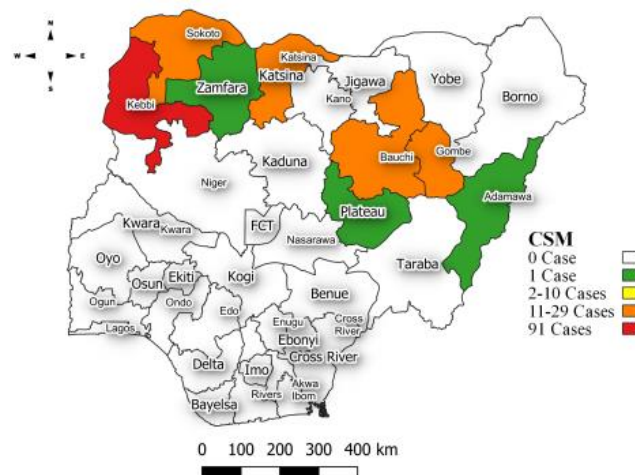 N
W E
S
Sokoto
Katsina
Zamfara
Katsina
Jigawa
Yobe
Borno
Kano
Kebbi
Kaduna
Bauchi
Gombe
Niger
Adamawa
Plateau
FCT
Kwara
Kwara
Nasarawa
Taraba
Oyo
Ekiti
Kogi
Osun
Benue
Ogun
Ondo
Edo
Lagos
Enugu
Cross
River
Ebonyi
Cross River
Delta
Imo
Akwa
Ibom
Rivers
Bayelsa
CSM
0 Case
1 Case
2-10 Cases
11-29 Cases
91 Cases
0 100 200 300 400 km